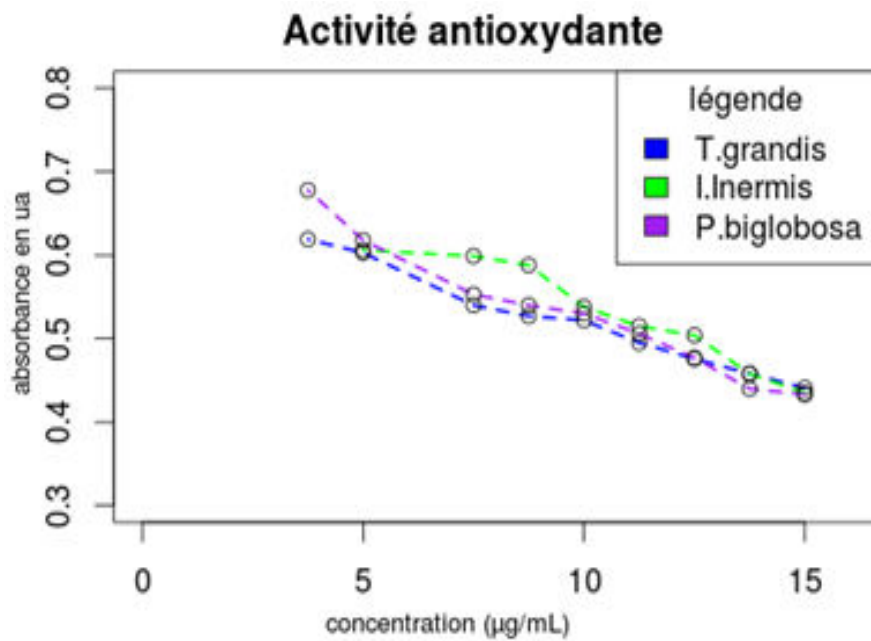 Activité antioxydante
absorbance en ua
0.8
0.7
0.6
0.5
0.4
0.3
légende
T.grandis
I.Inermis
P.biglobosa
0 5 10 15
concentration (µg/mL)